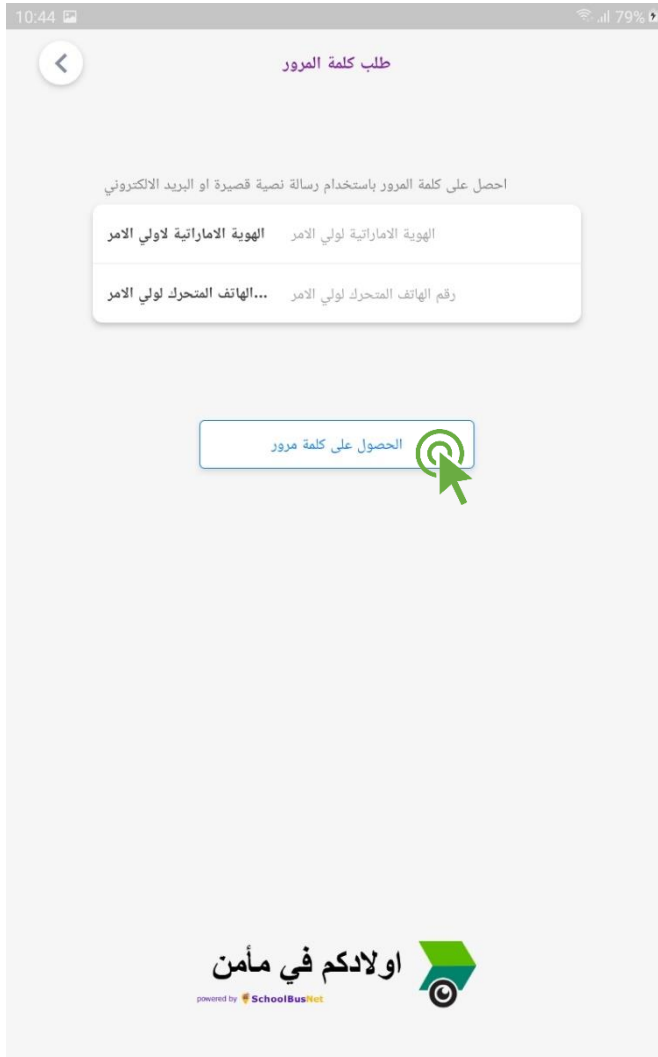 10:44 79%
طلب كلمة المرور
احصل على كلمة المرور باستخدام رسالة نصية قصيرة او البريد الالكتروني
الهوية الاماراتية لاولي الامر الهوية الاماراتية لولي الامر
الهاتف المتحرك لولي الامر... رقم الهاتف المتحرك لولي الامر
الحصول على كلمة مرور
اولادكم في مأمن
powered by SchoolBusNet